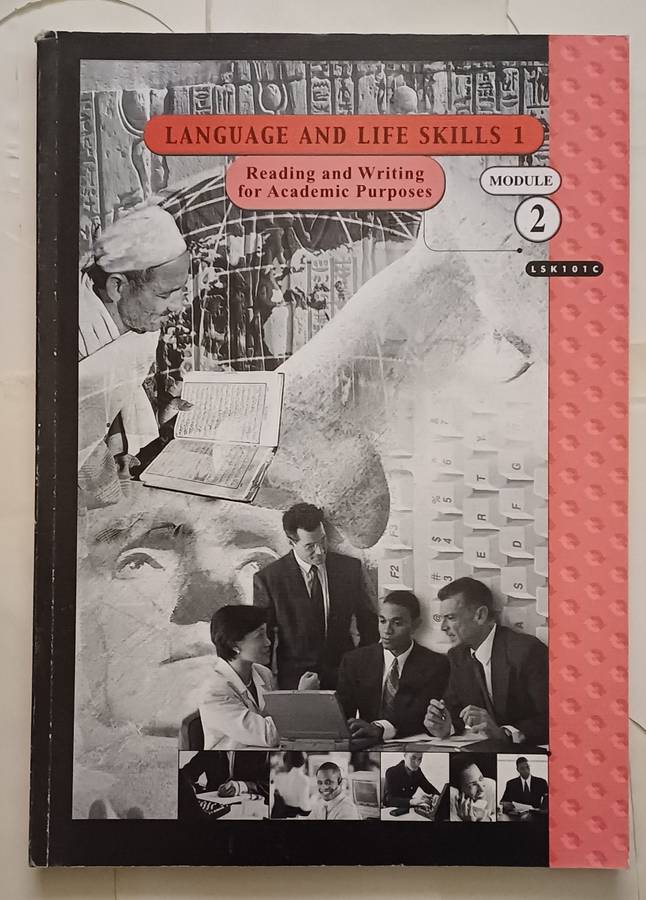 LANGUAGE AND LIFE SKILLS 1
Reading and Writing
for Academic Purposes
MODULE
2
LSK101C